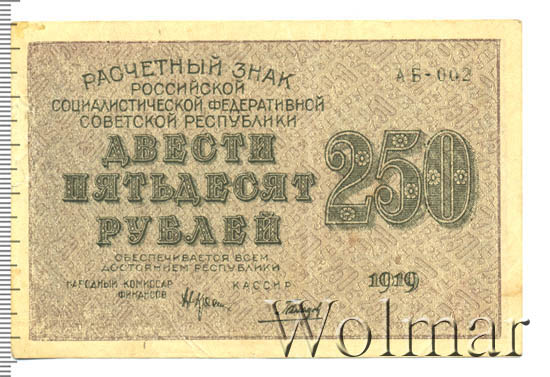 РАСЧЕТНЫЙ ЗНАК
РОССИЙСКОЙ
СОЦИАЛИСТИЧЕСКОЙ ФЕДЕРАТИВНОЙ
СОВЕТСКОЙ РЕСПУБЛИКИ
АБ-002
ДВЕСТИ
ПЯТЬДЕСЯТ
РУБЛЕЙ
250
ОБЕСПЕЧИВАЕТСЯ ВСЕМ
ДОСТОЯНИЕМ РЕСПУБЛИКИ
НАРОДНЫЙ КОМИССАР
ФИНАНСОВ
КАССИР
1919
Wolmar